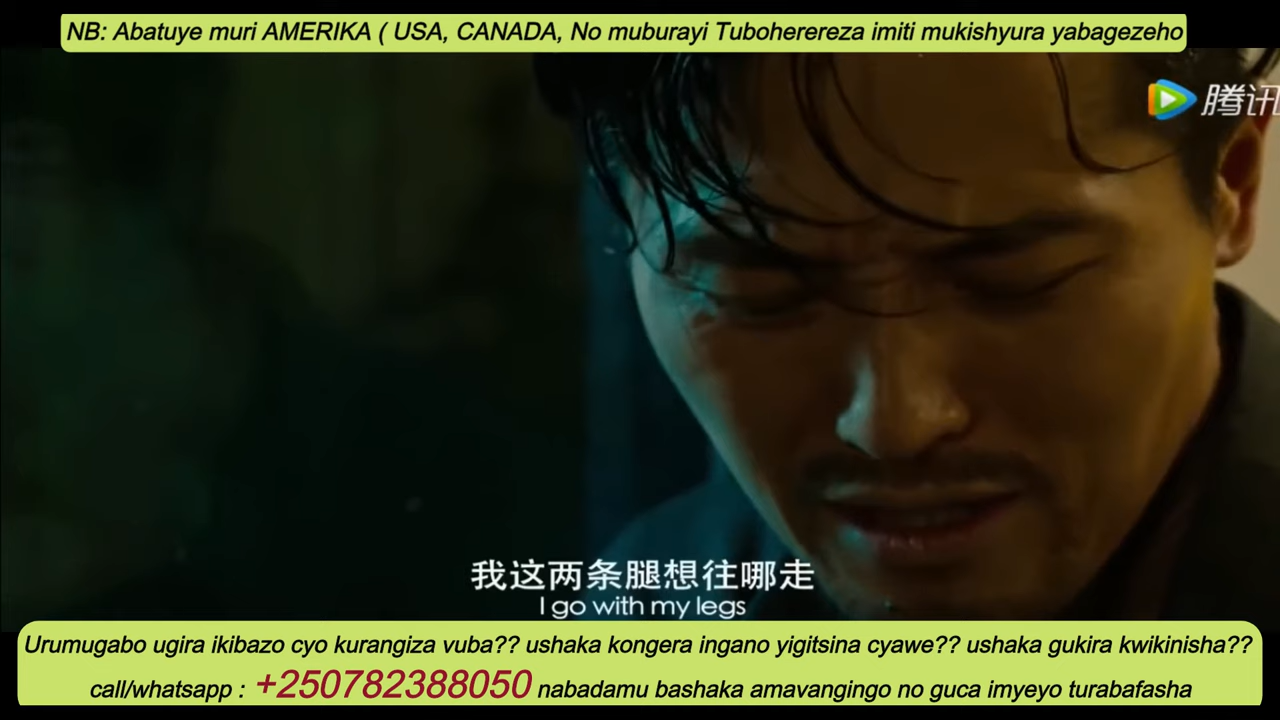 NB: Abatuye muri AMERIKA ( USA, CANADA, No muburayi Tuboherereza imiti mukishyura yabagezeho
腾讯
我这两条腿想往哪走
I go with my legs
Urumugabo ugira ikibazo cyo kurangiza vuba?? ushaka kongera ingano yigitsina cyawe?? ushaka gukira kwikinisha??
call/whatsapp : +250782388050 nabadamu bashaka amavangingo no guca imyeyo turabafasha